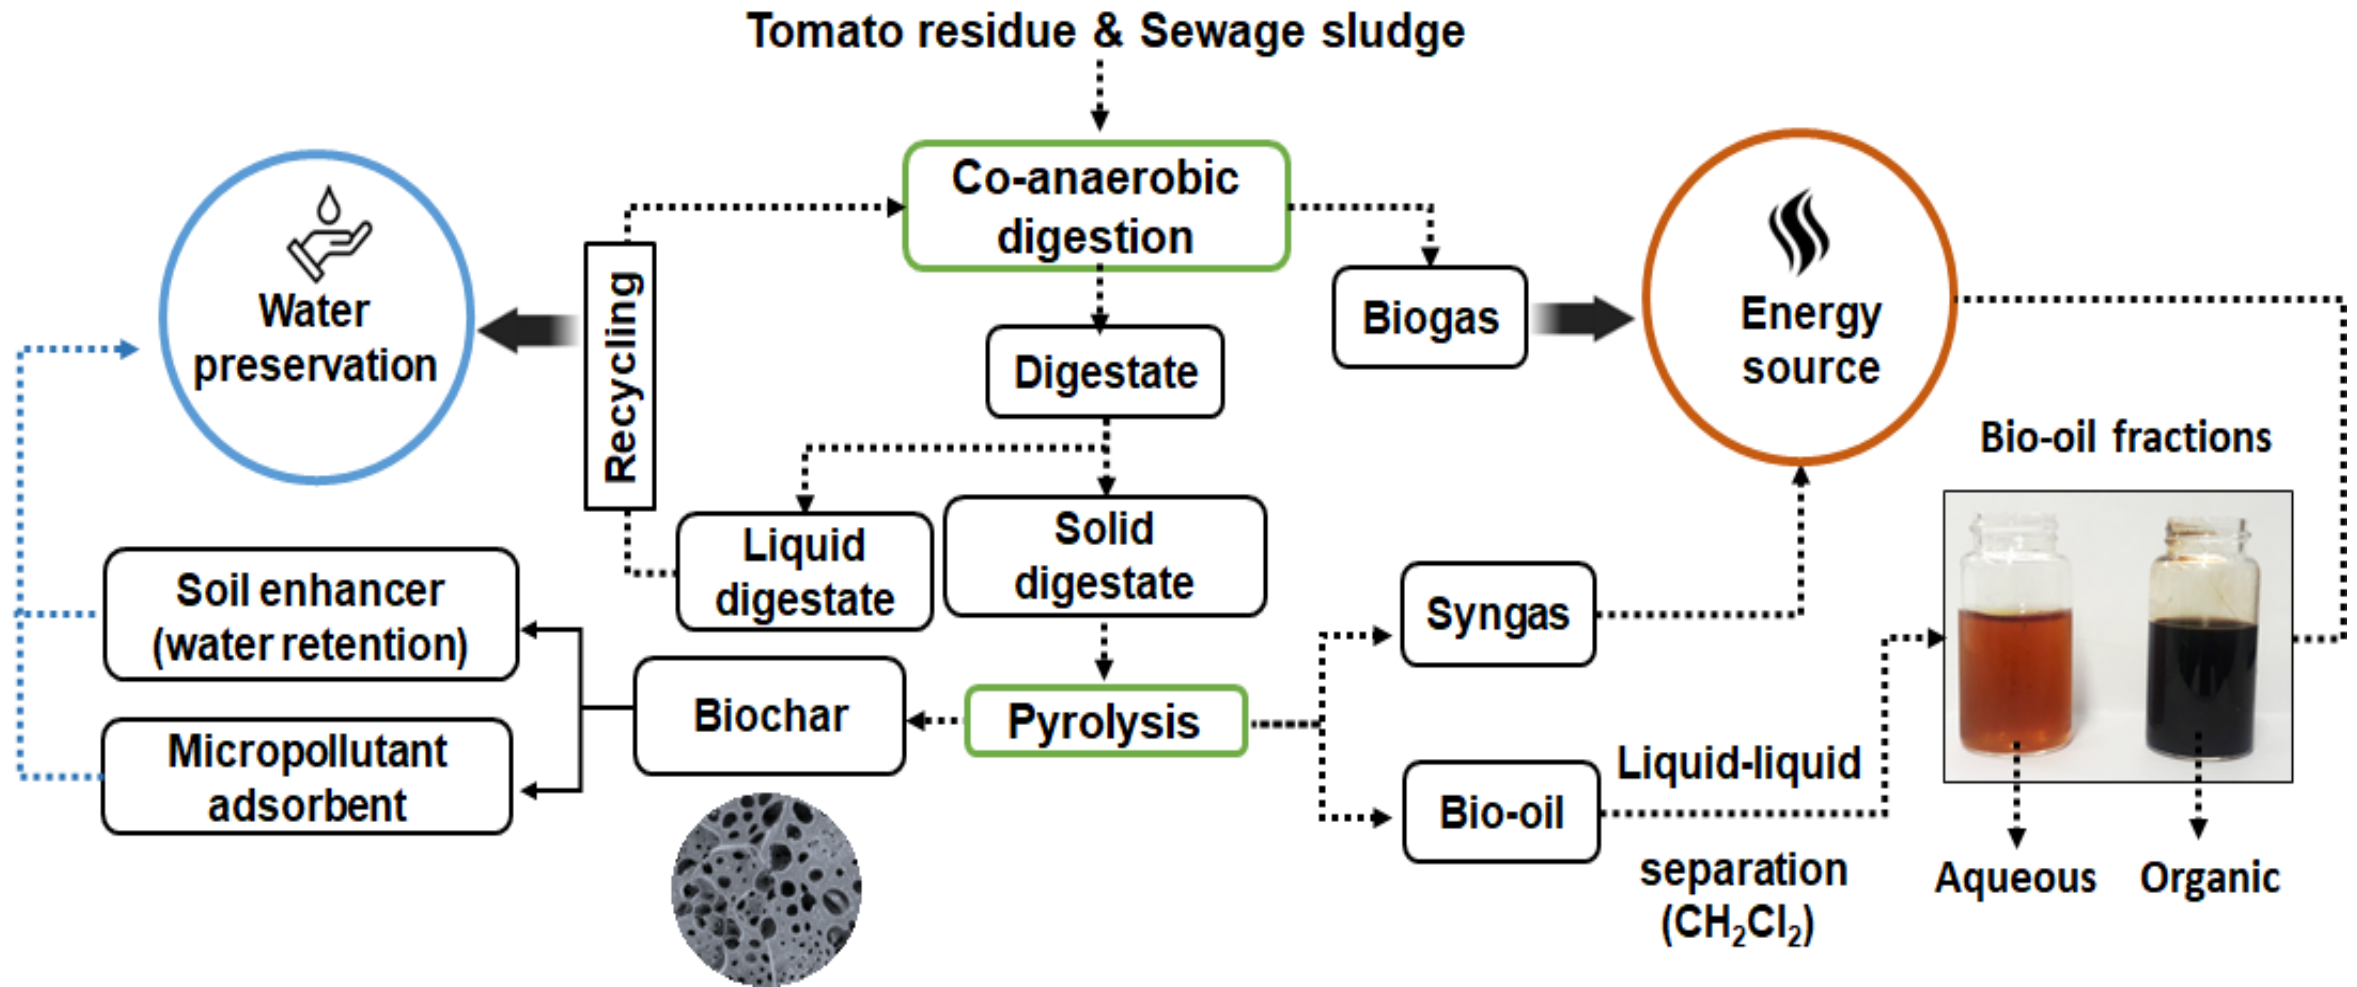 Tomato residue & Sewage sludge
Co-anaerobic
digestion
Water
preservation
Recycling
Biogas
Energy
source
Digestate
Bio-oil fractions
Liquid
digestate
Solid
digestate
Soil enhancer
(water retention)
Syngas
Biochar
Pyrolysis
Micropollutant
adsorbent
Bio-oil
Liquid-liquid
separation
(CH₂Cl₂)
Aqueous
Organic